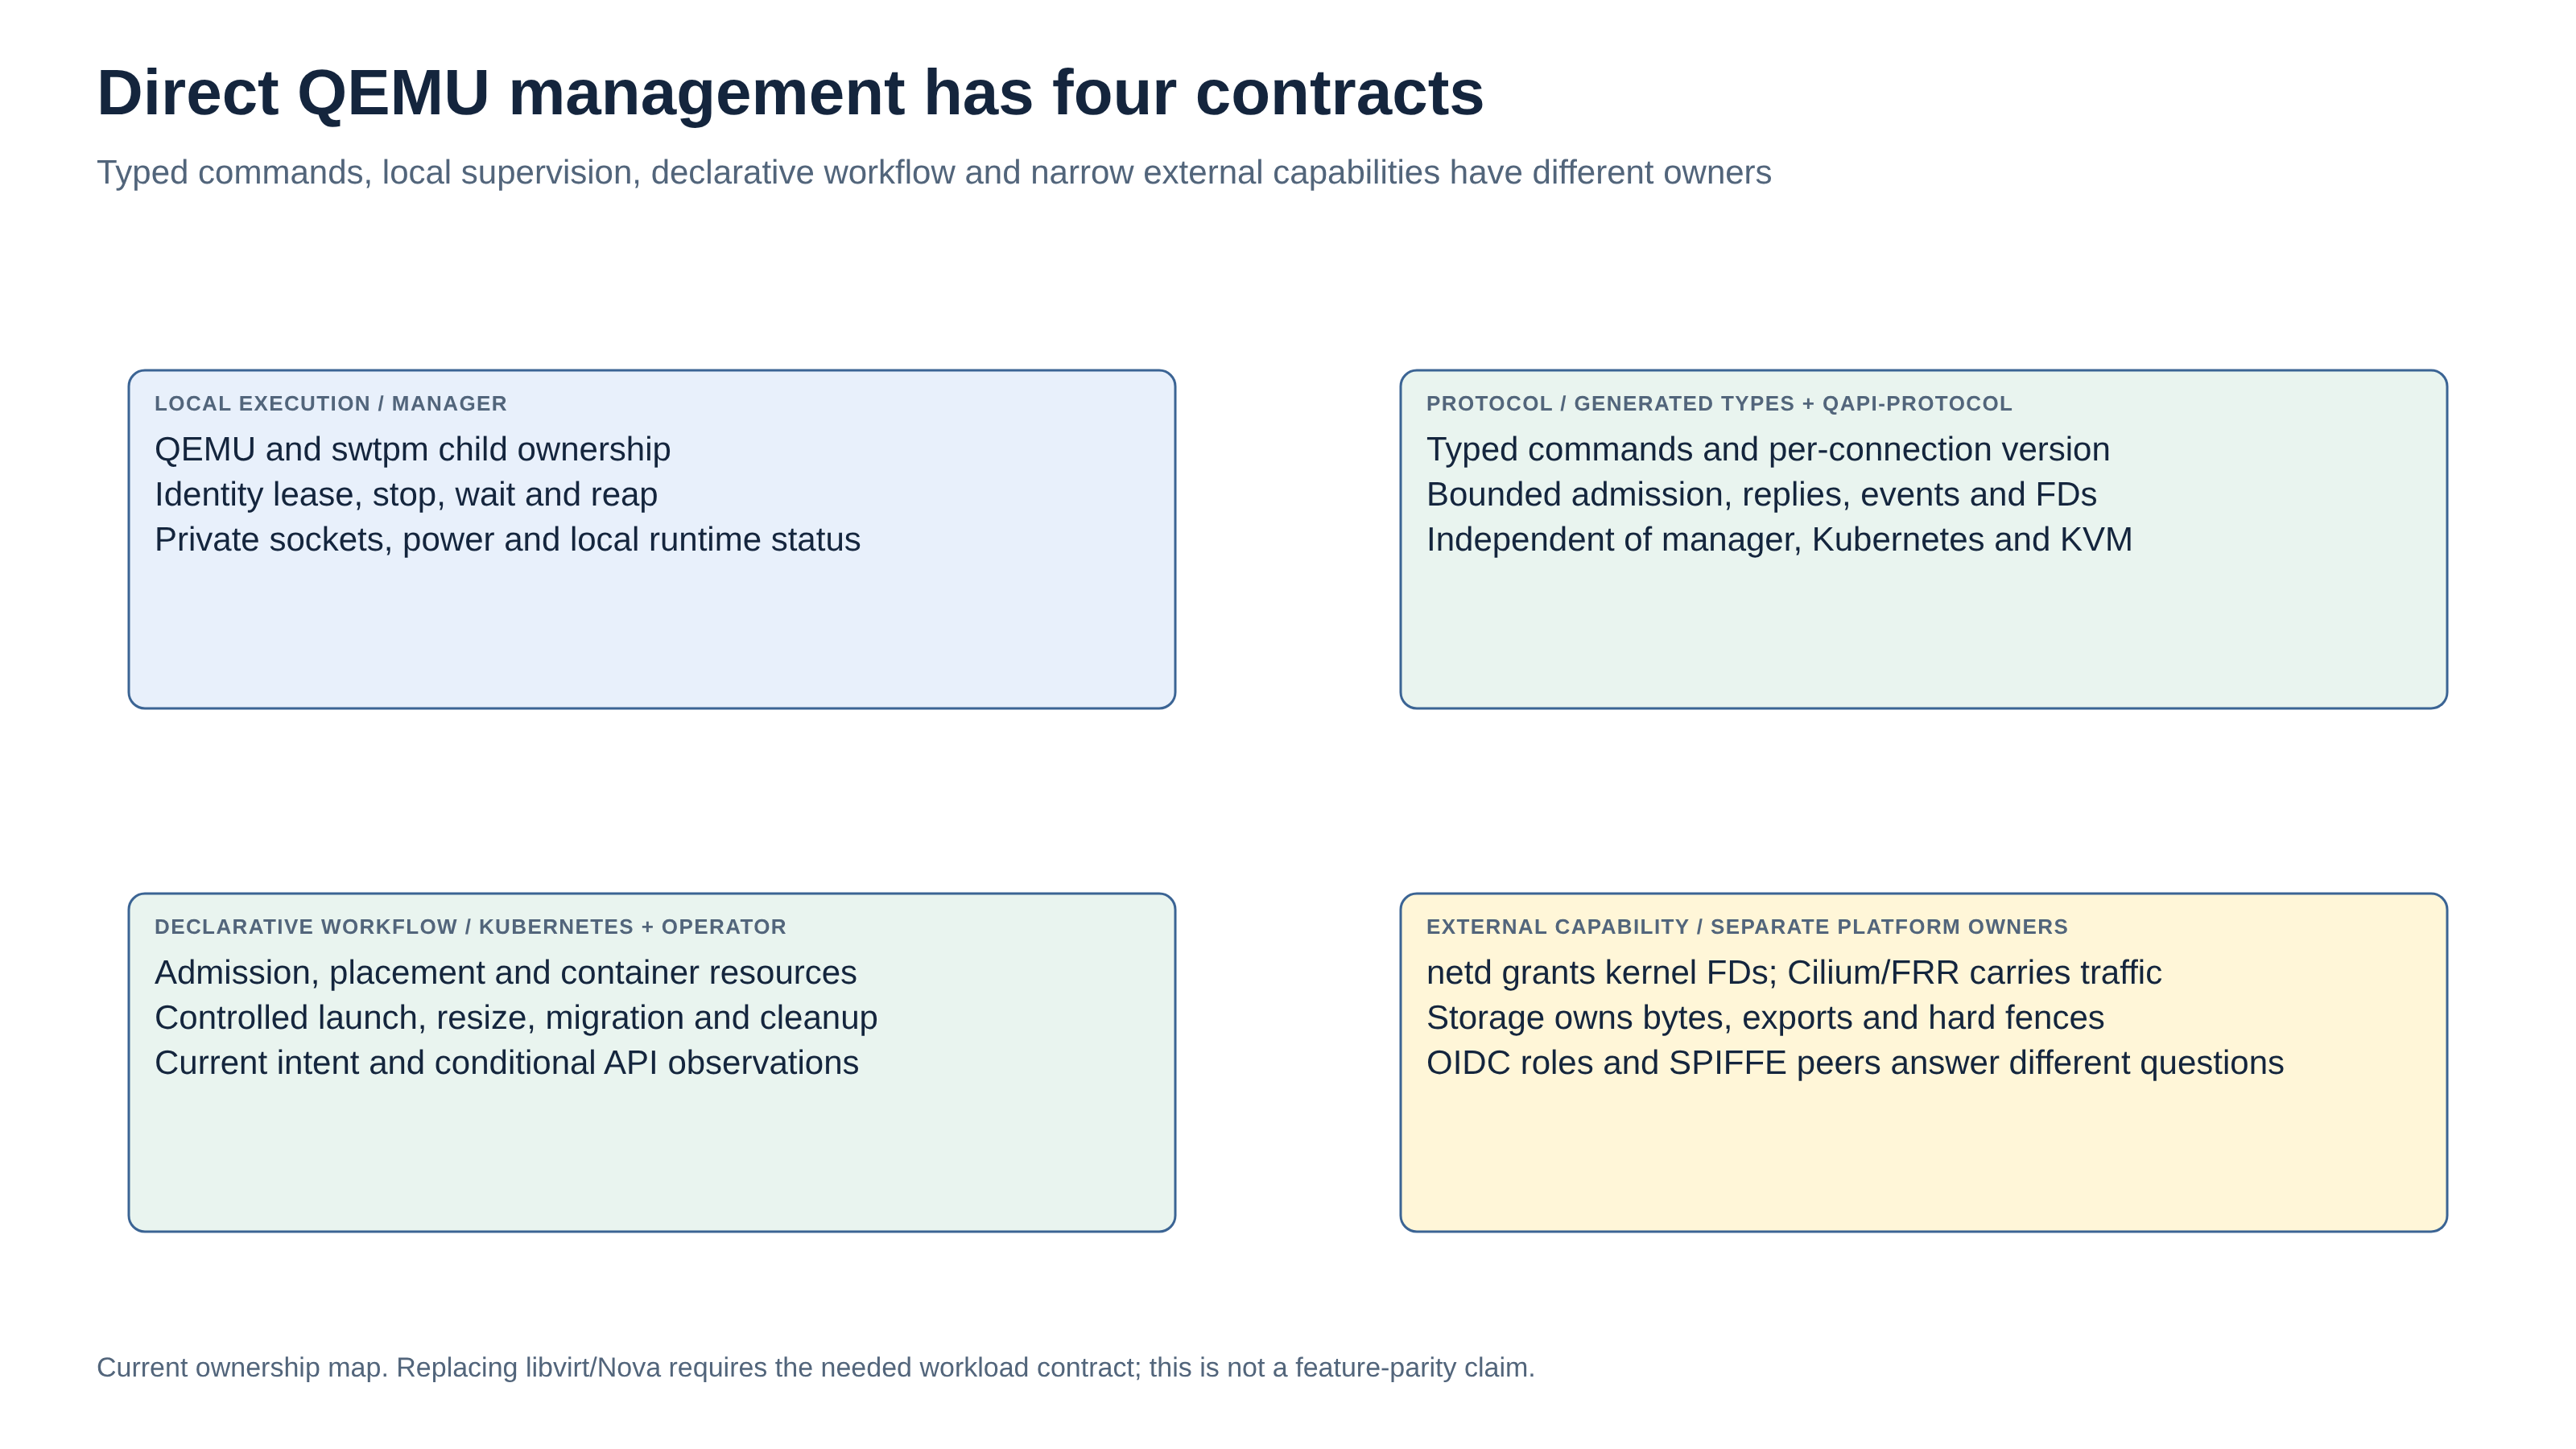 Direct QEMU management has four contracts
Typed commands, local supervision, declarative workflow and narrow external capabilities have different owners
LOCAL EXECUTION / MANAGER
QEMU and swtpm child ownership
Identity lease, stop, wait and reap
Private sockets, power and local runtime status
PROTOCOL / GENERATED TYPES + QAPI-PROTOCOL
Typed commands and per-connection version
Bounded admission, replies, events and FDs
Independent of manager, Kubernetes and KVM
DECLARATIVE WORKFLOW / KUBERNETES + OPERATOR
Admission, placement and container resources
Controlled launch, resize, migration and cleanup
Current intent and conditional API observations
EXTERNAL CAPABILITY / SEPARATE PLATFORM OWNERS
netd grants kernel FDs; Cilium/FRR carries traffic
Storage owns bytes, exports and hard fences
OIDC roles and SPIFFE peers answer different questions
Current ownership map. Replacing libvirt/Nova requires the needed workload contract; this is not a feature-parity claim.